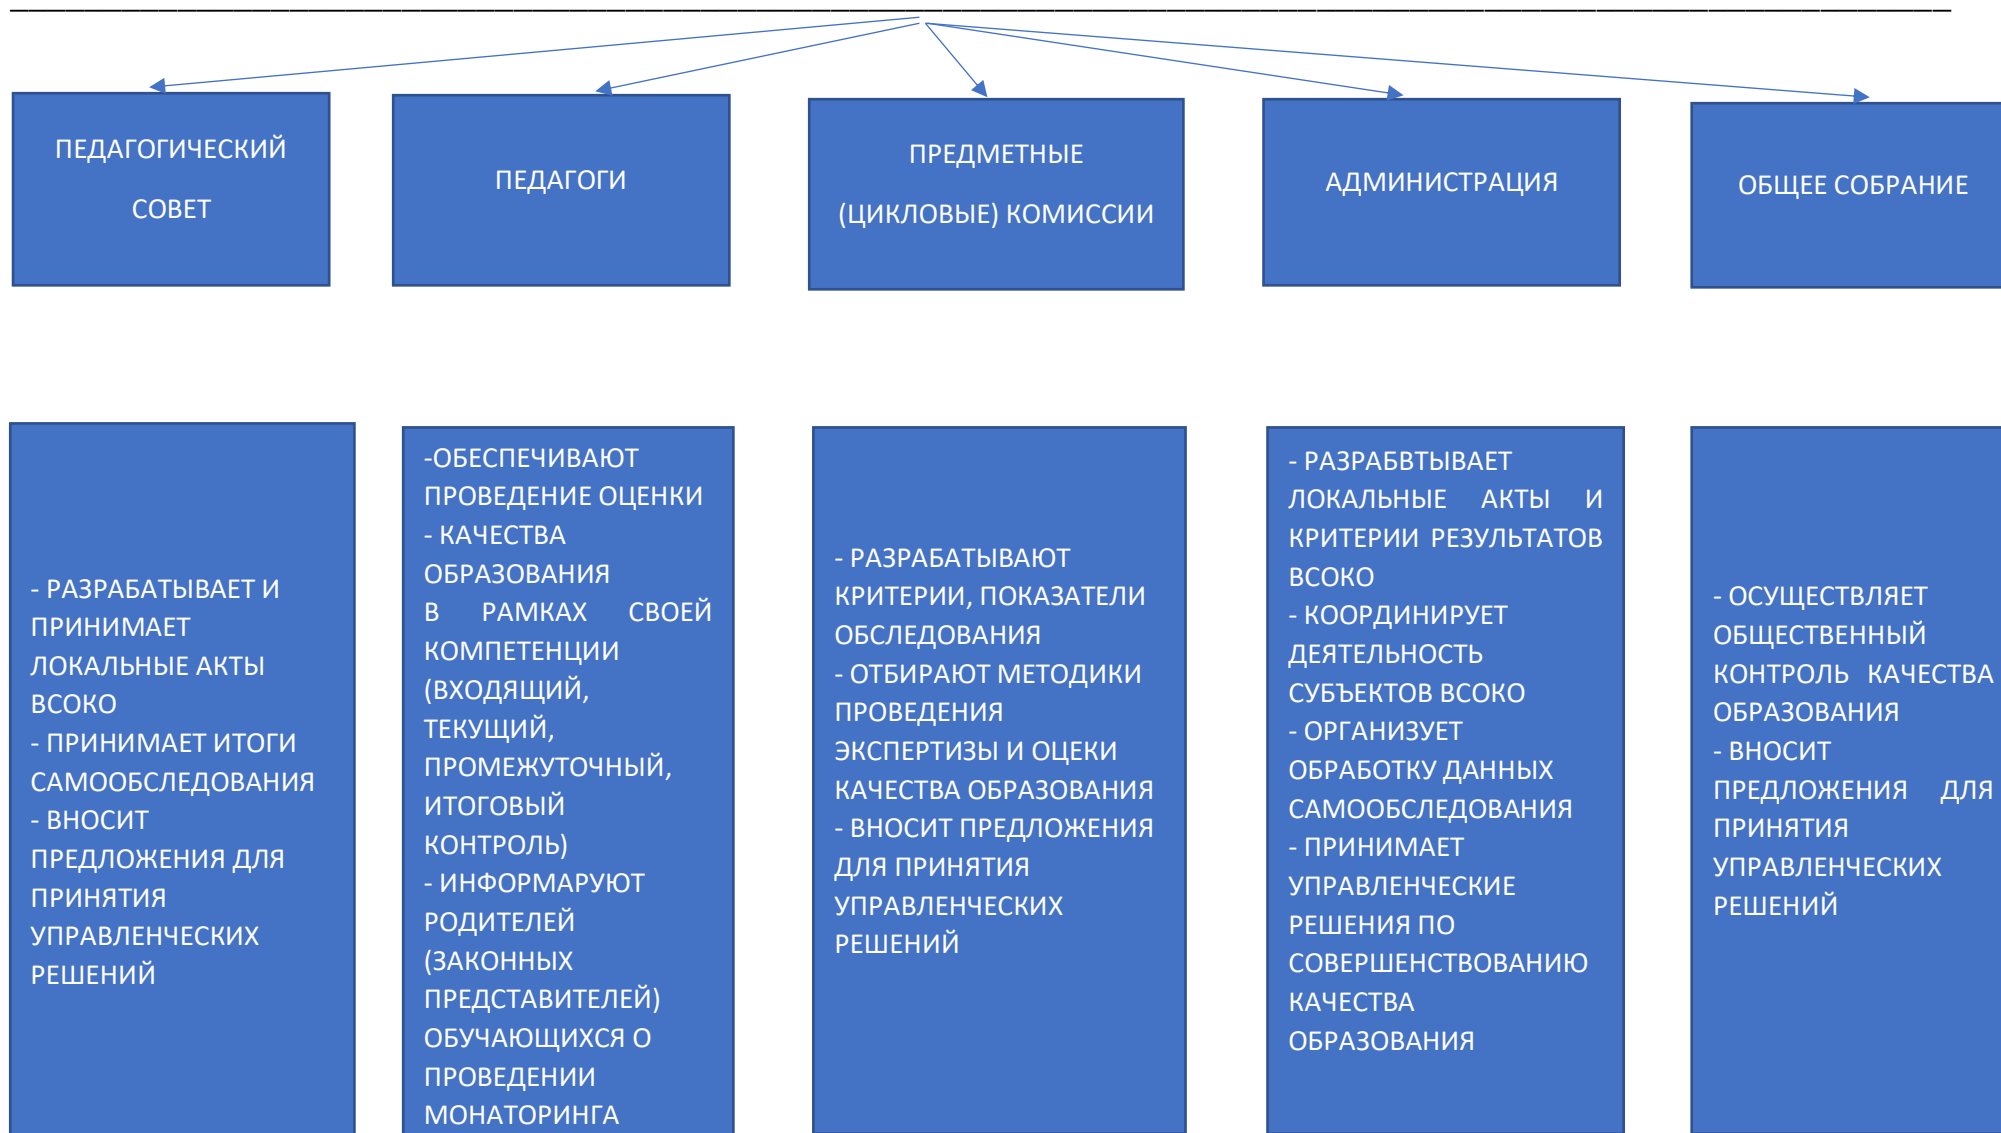 ПЕДАГОГИЧЕСКИЙ
СОВЕТ
ПЕДАГОГИ
ПРЕДМЕТНЫЕ
(ЦИКЛОВЫЕ) КОМИССИИ
АДМИНИСТРАЦИЯ
ОБЩЕЕ СОБРАНИЕ
- РАЗРАБАТЫВАЕТ И
ПРИНИМАЕТ
ЛОКАЛЬНЫЕ АКТЫ
ВСОКО
- ПРИНИМАЕТ ИТОГИ
САМООБСЛЕДОВАНИЯ
- ВНОСИТ
ПРЕДЛОЖЕНИЯ ДЛЯ
ПРИНЯТИЯ
УПРАВЛЕНЧЕСКИХ
РЕШЕНИЙ
-ОБЕСПЕЧИВАЮТ
ПРОВЕДЕНИЕ ОЦЕНКИ
- КАЧЕСТВА
ОБРАЗОВАНИЯ
В РАМКАХ СВОЕЙ
КОМПЕТЕНЦИИ
(ВХОДЯЩИЙ,
ТЕКУЩИЙ,
ПРОМЕЖУТОЧНЫЙ,
ИТОГОВЫЙ
КОНТРОЛЬ)
- ИНФОРМАРУЮТ
РОДИТЕЛЕЙ
(ЗАКОННЫХ
ПРЕДСТАВИТЕЛЕЙ)
ОБУЧАЮЩИХСЯ О
ПРОВЕДЕНИИ
МОНАТОРИНГА
- РАЗРАБАТЫВАЮТ
КРИТЕРИИ, ПОКАЗАТЕЛИ
ОБСЛЕДОВАНИЯ
- ОТБИРАЮТ МЕТОДИКИ
ПРОВЕДЕНИЯ
ЭКСПЕРТИЗЫ И ОЦЕКИ
КАЧЕСТВА ОБРАЗОВАНИЯ
- ВНОСИТ ПРЕДЛОЖЕНИЯ
ДЛЯ ПРИНЯТИЯ
УПРАВЛЕНЧЕСКИХ
РЕШЕНИЙ
- РАЗРАБВТЫВАЕТ
ЛОКАЛЬНЫЕ АКТЫ И
КРИТЕРИИ РЕЗУЛЬТАТОВ
ВСОКО
- КООРДИНИРУЕТ
ДЕЯТЕЛЬНОСТЬ
СУБЪЕКТОВ ВСОКО
- ОРГАНИЗУЕТ
ОБРАБОТКУ ДАННЫХ
САМООБСЛЕДОВАНИЯ
- ПРИНИМАЕТ
УПРАВЛЕНЧЕСКИЕ
РЕШЕНИЯ ПО
СОВЕРШЕНСТВОВАНИЮ
КАЧЕСТВА
ОБРАЗОВАНИЯ
- ОСУЩЕСТВЛЯЕТ
ОБЩЕСТВЕННЫЙ
КОНТРОЛЬ КАЧЕСТВА
ОБРАЗОВАНИЯ
- ВНОСИТ
ПРЕДЛОЖЕНИЯ ДЛЯ
ПРИНЯТИЯ
УПРАВЛЕНЧЕСКИХ
РЕШЕНИЙ